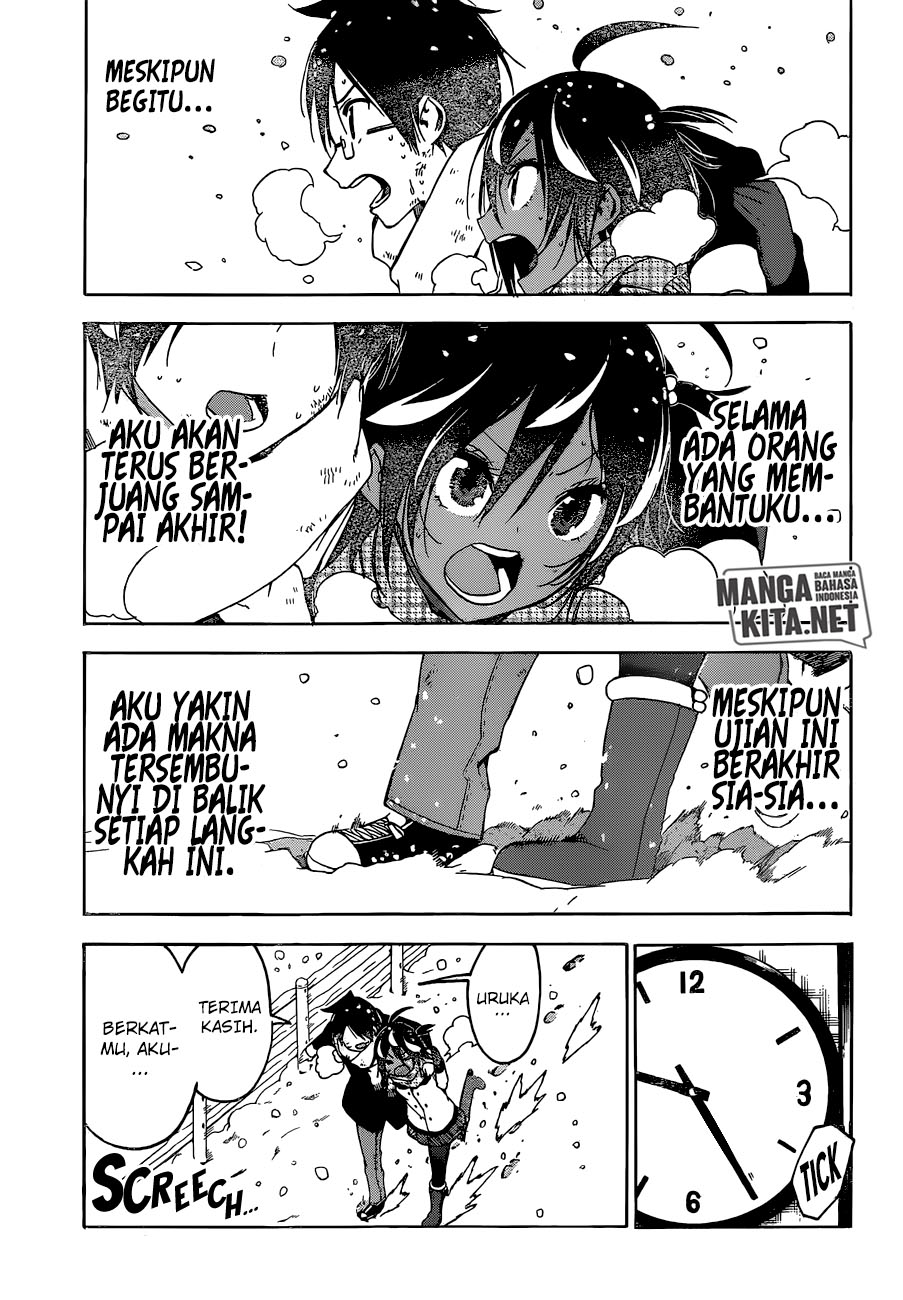 MESKIPUN
BEGITU...
SELAMA
ADA ORANG
YANG MEM-
BANTUKU...
AKU AKAN
TERUS BER-
JUANG SAM-
PAI AKHIR!
MANGA
KITA.NET
BACA MANGA
BAHASA
INDONESIA
MESKIPUN
UJIAN INI
BERAKHIR
SIA-SIA...
AKU YAKIN
ADA MAKNA
TERSEMBU-
NYI DI BALIK
SETIAP LANG-
KAH INI.
12
3
6
TICK
URUKA
...
TERIMA
KASIH.
BERKAT-
MU, AKU-
...
SCREECH...